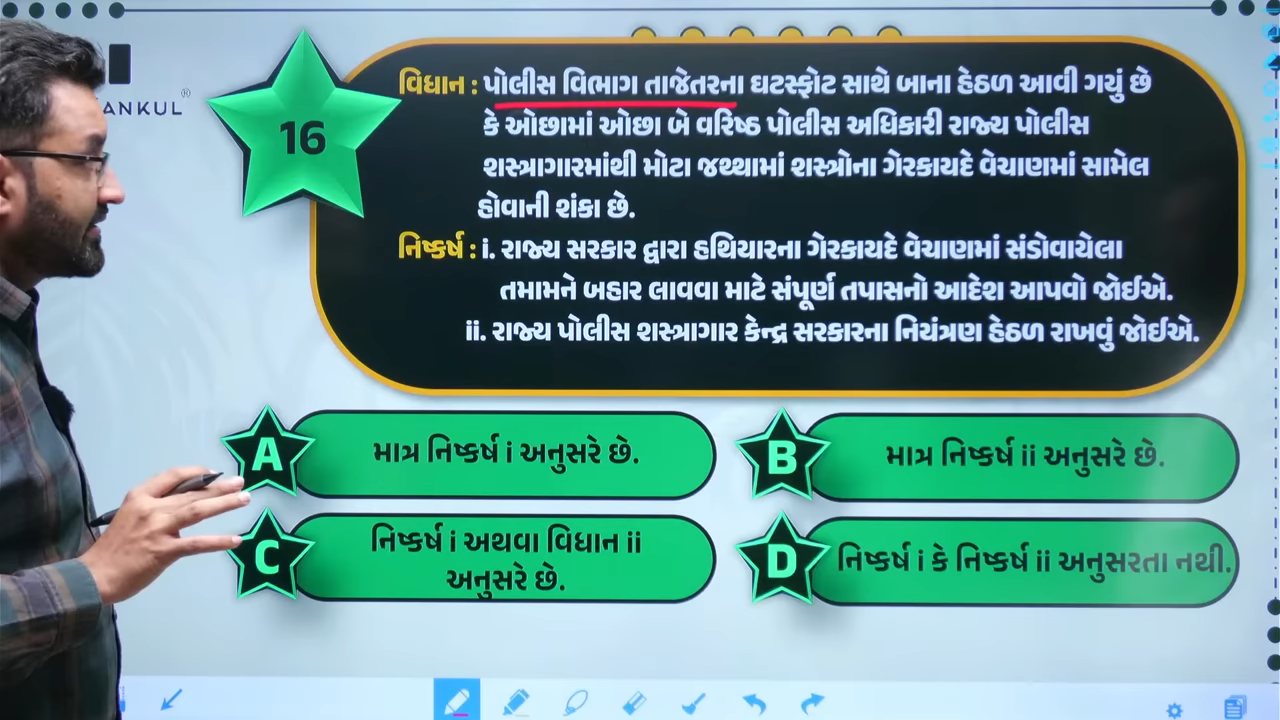 ANKUL®
16
વિધાન : પોલીસ વિભાગ તાજેતરના ઘટસ્ફોટ સાથે બાના હેઠળ આવી ગયું છે
કે ઓછામાં ઓછા બે વરિષ્ઠ પોલીસ અધિકારી રાજ્ય પોલીસ
શસ્ત્રાગારમાંથી મોટા જથ્થામાં શસ્ત્રોના ગેરકાયદે વેચાણમાં સામેલ
હોવાની શંકા છે.
નિષ્કર્ષ : i. રાજ્ય સરકાર દ્વારા હથિયારના ગેરકાયદે વેચાણમાં સંડોવાયેલા
તમામને બહાર લાવવા માટે સંપૂર્ણ તપાસનો આદેશ આપવો જોઈએ.
ii. રાજ્ય પોલીસ શસ્ત્રાગાર કેન્દ્ર સરકારના નિયંત્રણ હેઠળ રાખવું જોઈએ.
A માત્ર નિષ્કર્ષ i અનુસરે છે.
B માત્ર નિષ્કર્ષ ii અનુસરે છે.
C નિષ્કર્ષ i અથવા વિધાન ii
અનુસરે છે.
D નિષ્કર્ષ i કે નિષ્કર્ષ ii અનુસરતા નથી.